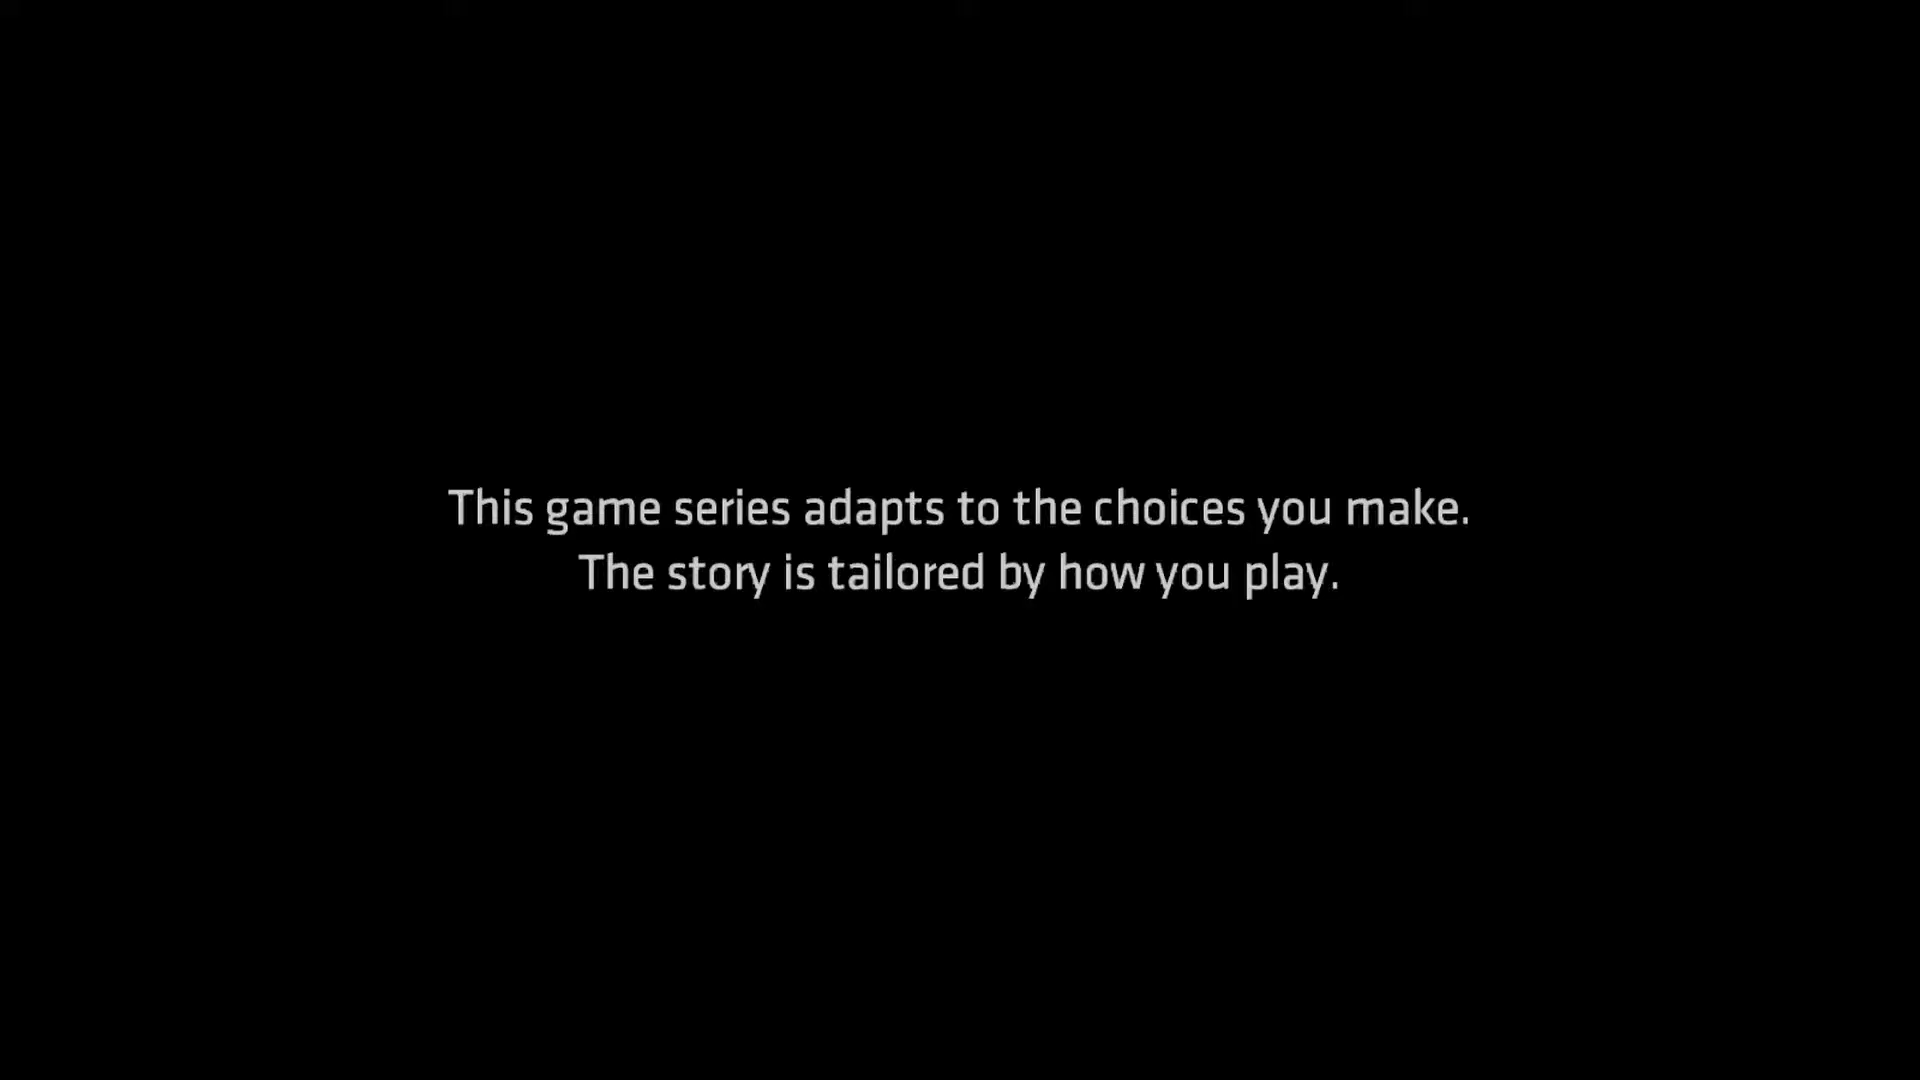 This game series adapts to the choices you make.
The story is tailored by how you play.